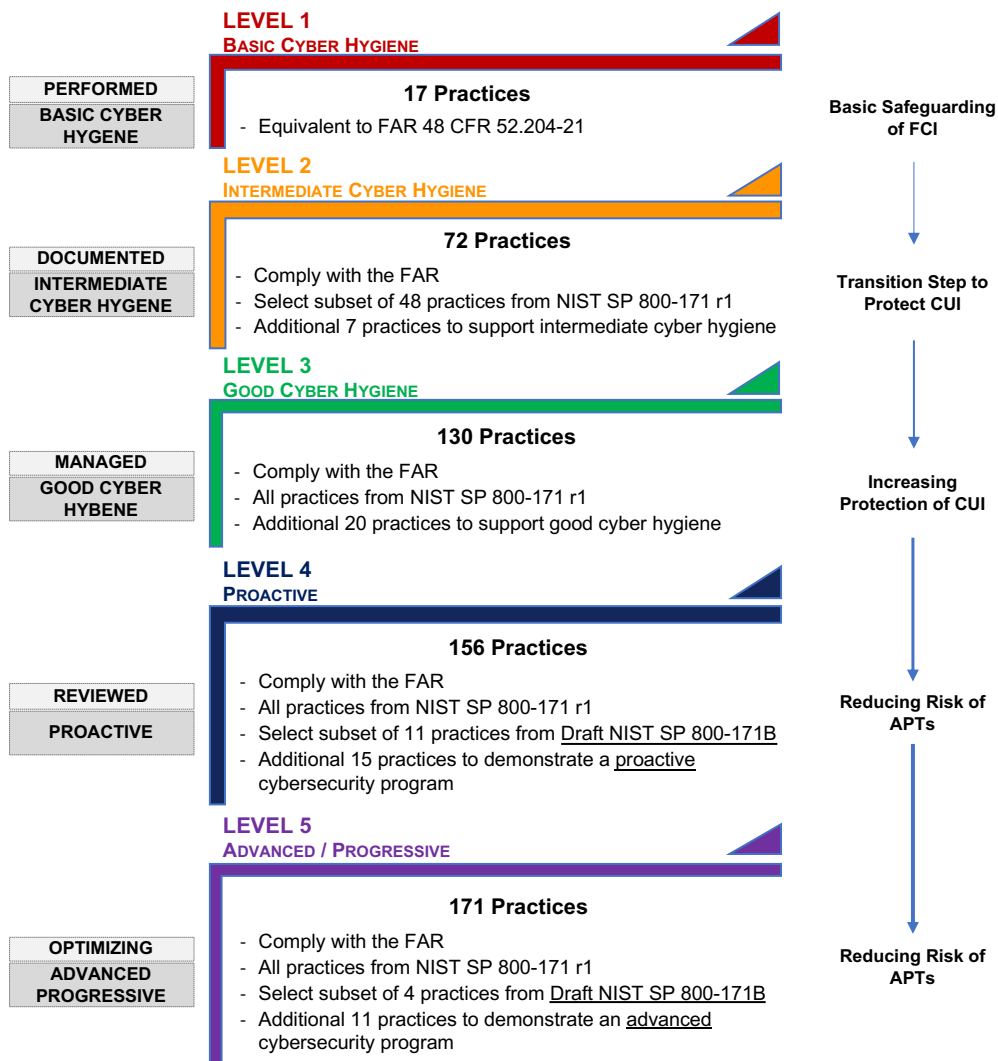 LEVEL 1
BASIC CYBER HYGIENE
PERFORMED
BASIC CYBER
HYGENE
17 Practices
- Equivalent to FAR 48 CFR 52.204-21
Basic Safeguarding
of FCI
LEVEL 2
INTERMEDIATE CYBER HYGIENE
DOCUMENTED
INTERMEDIATE
CYBER HYGENE
72 Practices
- Comply with the FAR
- Select subset of 48 practices from NIST SP 800-171 r1
- Additional 7 practices to support intermediate cyber hygiene
Transition Step to
Protect CUI
LEVEL 3
GOOD CYBER HYGIENE
MANAGED
GOOD CYBER
HYBENE
130 Practices
- Comply with the FAR
- All practices from NIST SP 800-171 r1
- Additional 20 practices to support good cyber hygiene
Increasing
Protection of CUI
LEVEL 4
PROACTIVE
REVIEWED
PROACTIVE
156 Practices
- Comply with the FAR
- All practices from NIST SP 800-171 r1
- Select subset of 11 practices from Draft NIST SP 800-171B
- Additional 15 practices to demonstrate a proactive
cybersecurity program
Reducing Risk of
APTs
LEVEL 5
ADVANCED / PROGRESSIVE
OPTIMIZING
ADVANCED
PROGRESSIVE
171 Practices
- Comply with the FAR
- All practices from NIST SP 800-171 r1
- Select subset of 4 practices from Draft NIST SP 800-171B
- Additional 11 practices to demonstrate an advanced
cybersecurity program
Reducing Risk of
APTs